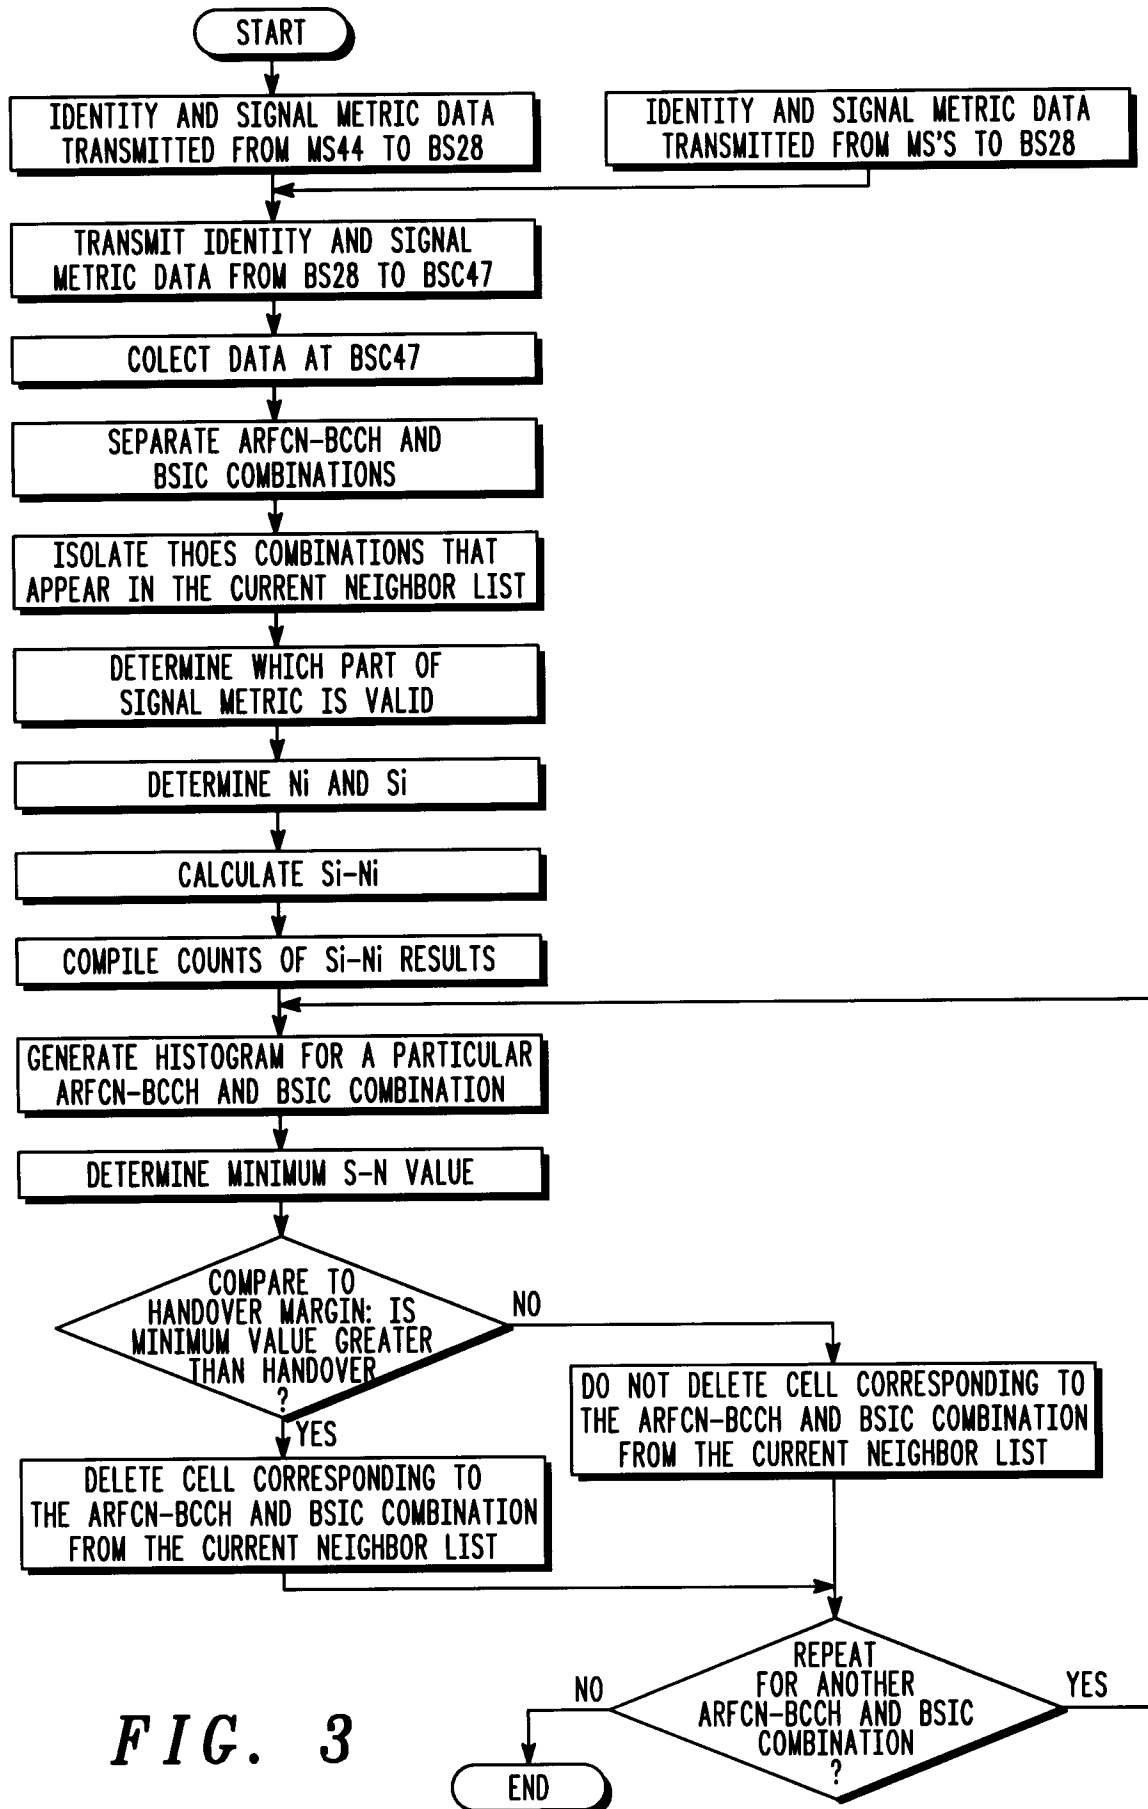 START
IDENTITY AND SIGNAL METRIC DATA
TRANSMITTED FROM MS44 TO BS28
IDENTITY AND SIGNAL METRIC DATA
TRANSMITTED FROM MS'S TO BS28
TRANSMIT IDENTITY AND SIGNAL
METRIC DATA FROM BS28 TO BSC47
COLECT DATA AT BSC47
SEPARATE ARFCN-BCCH AND
BSIC COMBINATIONS
ISOLATE THOES COMBINATIONS THAT
APPEAR IN THE CURRENT NEIGHBOR LIST
DETERMINE WHICH PART OF
SIGNAL METRIC IS VALID
DETERMINE Ni AND Si
CALCULATE Si-Ni
COMPILE COUNTS OF Si-Ni RESULTS
GENERATE HISTOGRAM FOR A PARTICULAR
ARFCN-BCCH AND BSIC COMBINATION
DETERMINE MINIMUM S-N VALUE
COMPARE TO
HANDOVER MARGIN: IS
MINIMUM VALUE GREATER
THAN HANDOVER
?
NO
YES
DO NOT DELETE CELL CORRESPONDING TO
THE ARFCN-BCCH AND BSIC COMBINATION
FROM THE CURRENT NEIGHBOR LIST
DELETE CELL CORRESPONDING TO
THE ARFCN-BCCH AND BSIC COMBINATION
FROM THE CURRENT NEIGHBOR LIST
REPEAT
FOR ANOTHER
ARFCN-BCCH AND BSIC
COMBINATION
?
NO
YES
END
FIG. 3